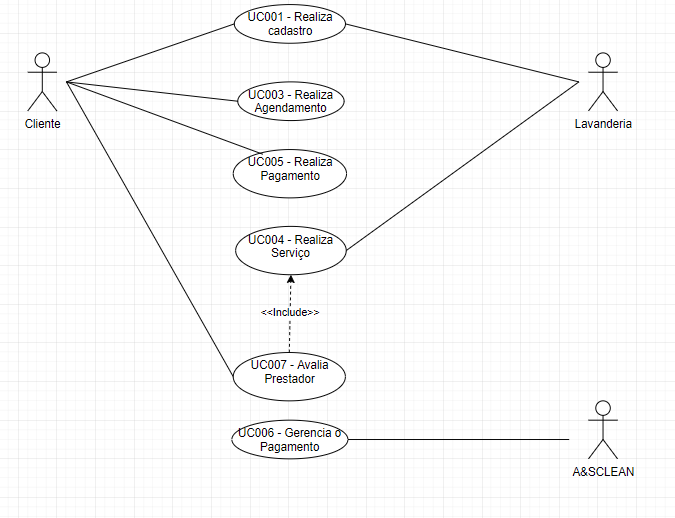 UC001 - Realiza
cadastro
UC003 - Realiza
Agendamento
Cliente
Lavanderia
UC005 - Realiza
Pagamento
UC004 - Realiza
Serviço
<<Include>>
UC007 - Avalia
Prestador
UC006 - Gerencia o
Pagamento
A&SCLEAN